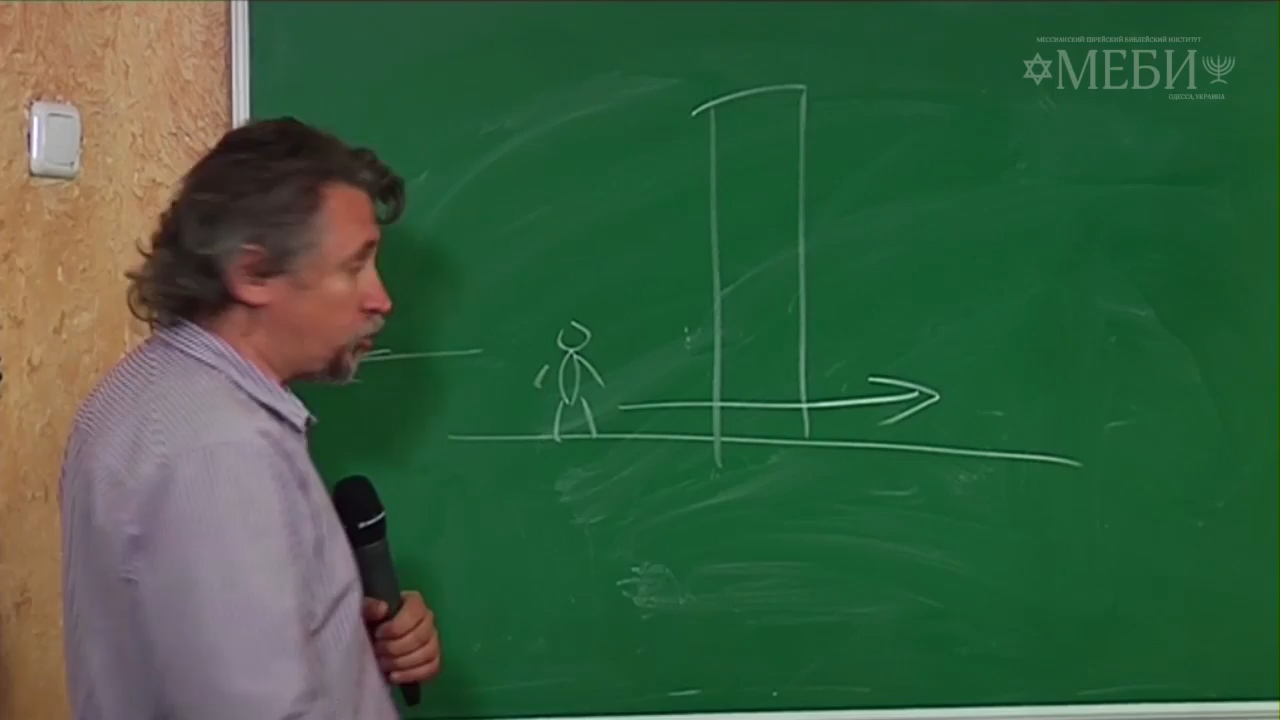 МЕССИАНСКИЙ ЕВРЕЙСКИЙ БИБЛЕЙСКИЙ ИНСТИТУТ
МЕБИ
ОДЕССА, УКРАИНА